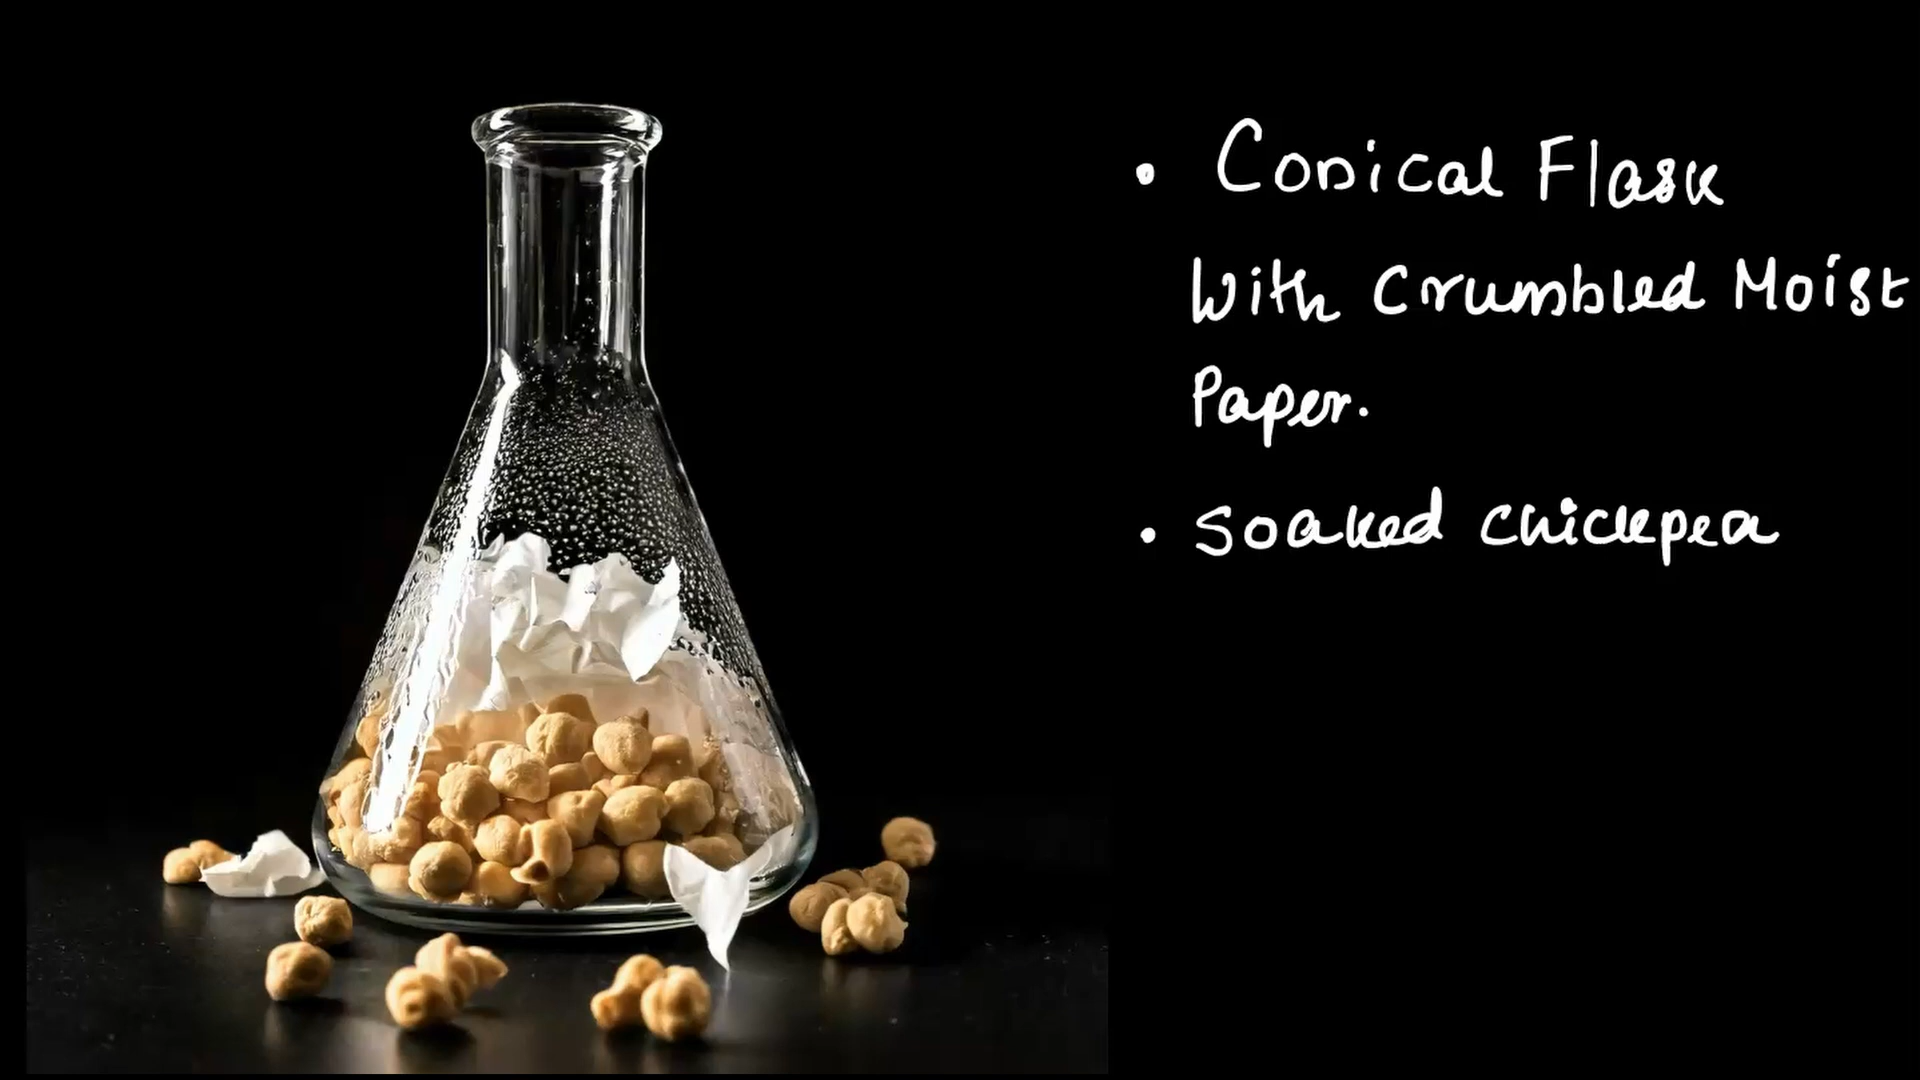 • Conical Flask
With Crumbled Moist
Paper.
• Soaked chickpea